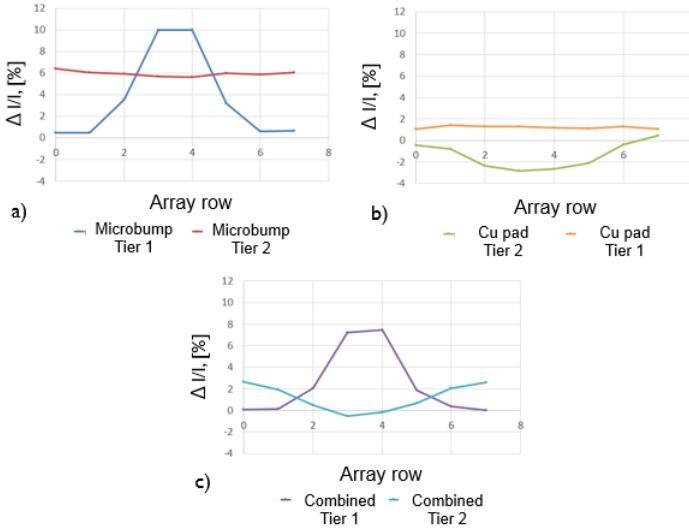 12
10
8
6
4
2
0
-2
-4
0 2 4 6 8
Δ I/I, [%]
Array row
a)
Microbump Tier 1
Microbump Tier 2
12
10
8
6
4
2
0
-2
-4
0 2 4 6
Δ I/I, [%]
Array row
b)
Cu pad Tier 2
Cu pad Tier 1
12
10
8
6
4
2
0
-2
-4
0 2 4 6 8
Δ I/I, [%]
Array row
c)
Combined Tier 1
Combined Tier 2